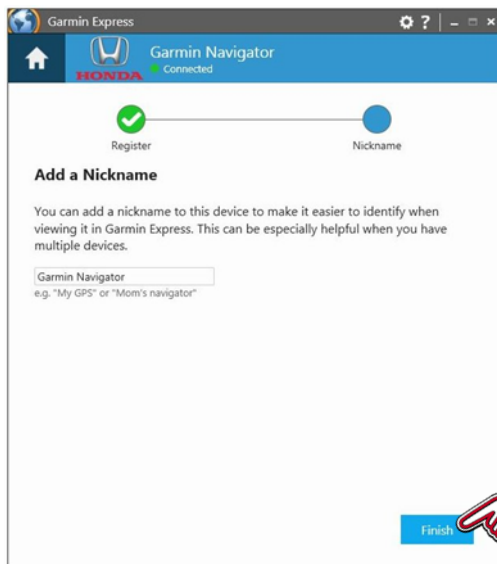 Garmin Express
?
HONDA
Garmin Navigator
Connected
Register
Nickname
Add a Nickname
You can add a nickname to this device to make it easier to identify when
viewing it in Garmin Express. This can be especially helpful when you have
multiple devices.
Garmin Navigator
e.g. "My GPS" or "Mom's navigator"
Finish